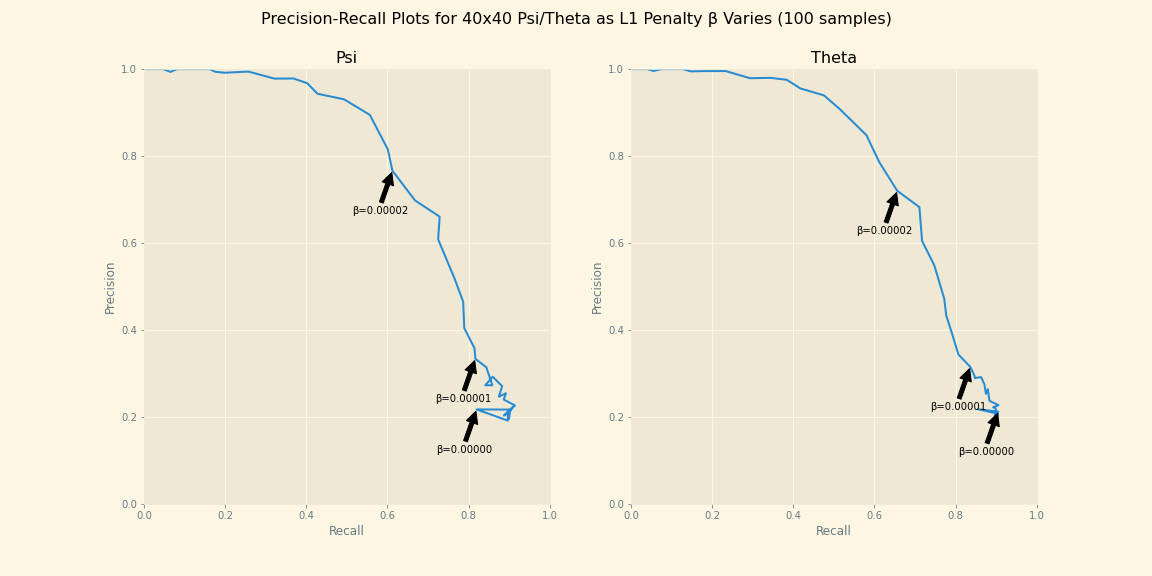 Precision-Recall Plots for 40x40 Psi/Theta as L1 Penalty β Varies (100 samples)
Psi
1.0
0.8
0.6
0.4
0.2
0.0
Precision
β=0.00002
β=0.00001
β=0.00000
0.0 0.2 0.4 0.6 0.8 1.0
Recall
Theta
1.0
0.8
0.6
0.4
0.2
0.0
Precision
β=0.00002
β=0.00001
β=0.00000
0.0 0.2 0.4 0.6 0.8 1.0
Recall